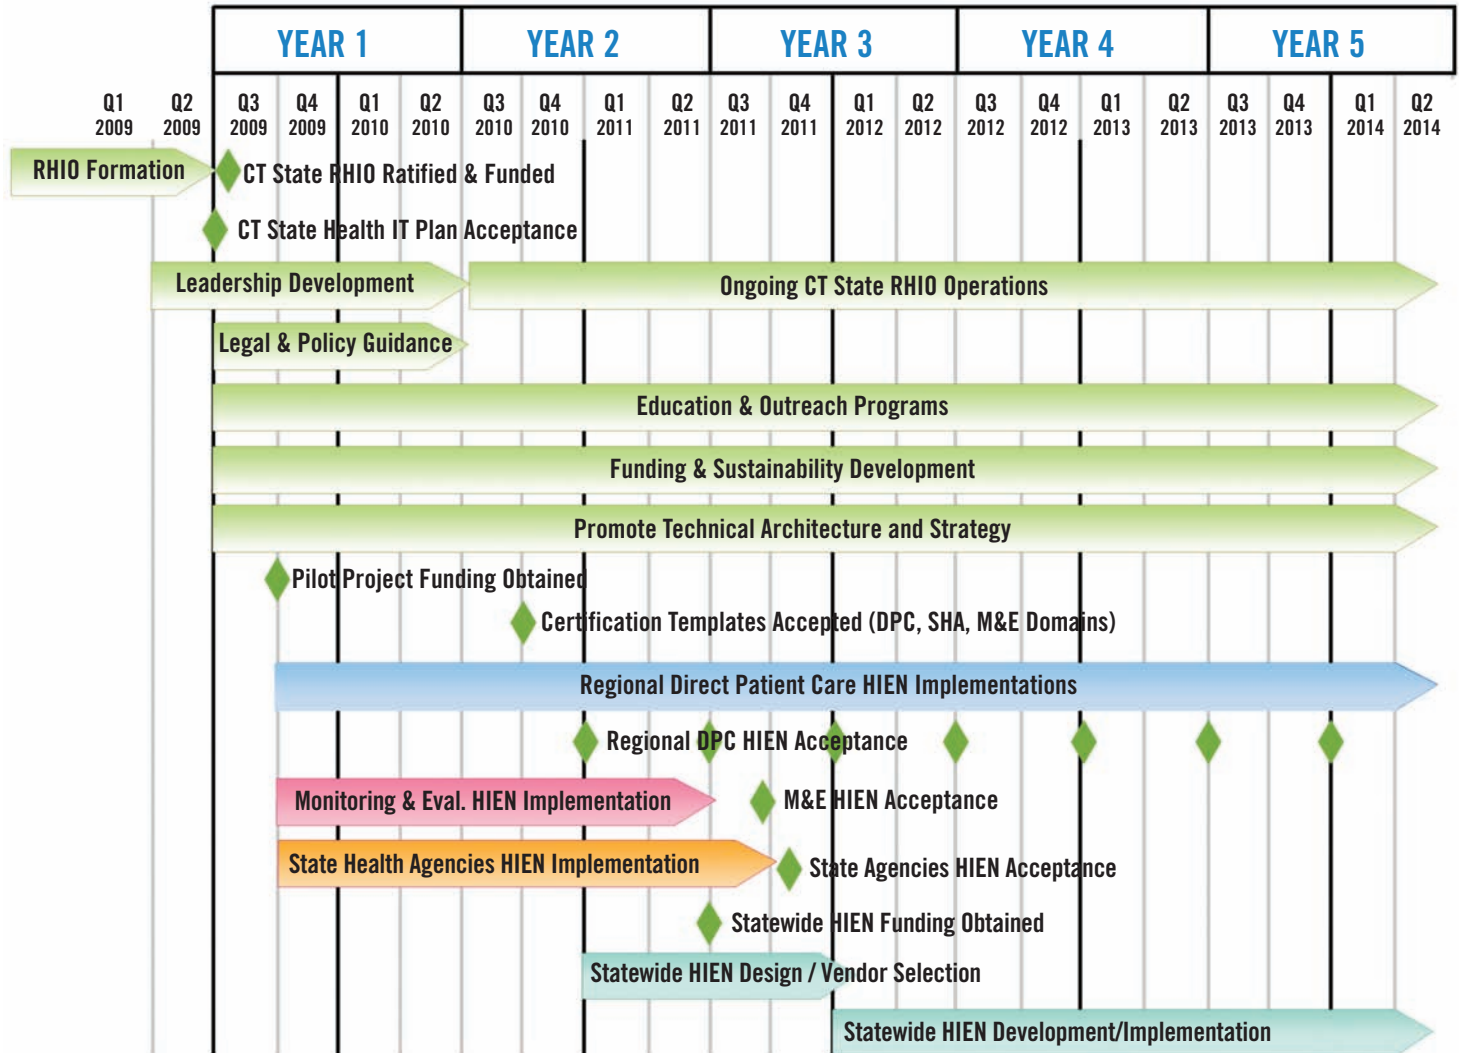 YEAR 1 YEAR 2 YEAR 3 YEAR 4 YEAR 5
Q1 Q2 Q3 Q4 Q1 Q2 Q3 Q4 Q1 Q2 Q3 Q4 Q1 Q2 Q3 Q4 Q1 Q2 Q3 Q4 Q1 Q2
2009 2009 2009 2009 2010 2010 2010 2010 2011 2011 2011 2011 2012 2012 2012 2012 2013 2013 2013 2013 2014 2014
RHIO Formation CT State RHIO Ratified & Funded
CT State Health IT Plan Acceptance
Leadership Development Ongoing CT State RHIO Operations
Legal & Policy Guidance
Education & Outreach Programs
Funding & Sustainability Development
Promote Technical Architecture and Strategy
Pilot Project Funding Obtained
Certification Templates Accepted (DPC, SHA, M&E Domains)
Regional Direct Patient Care HIEN Implementations
Regional DPC HIEN Acceptance
Monitoring & Eval. HIEN Implementation M&E HIEN Acceptance
State Health Agencies HIEN Implementation State Agencies HIEN Acceptance
Statewide HIEN Funding Obtained
Statewide HIEN Design / Vendor Selection
Statewide HIEN Development/Implementation